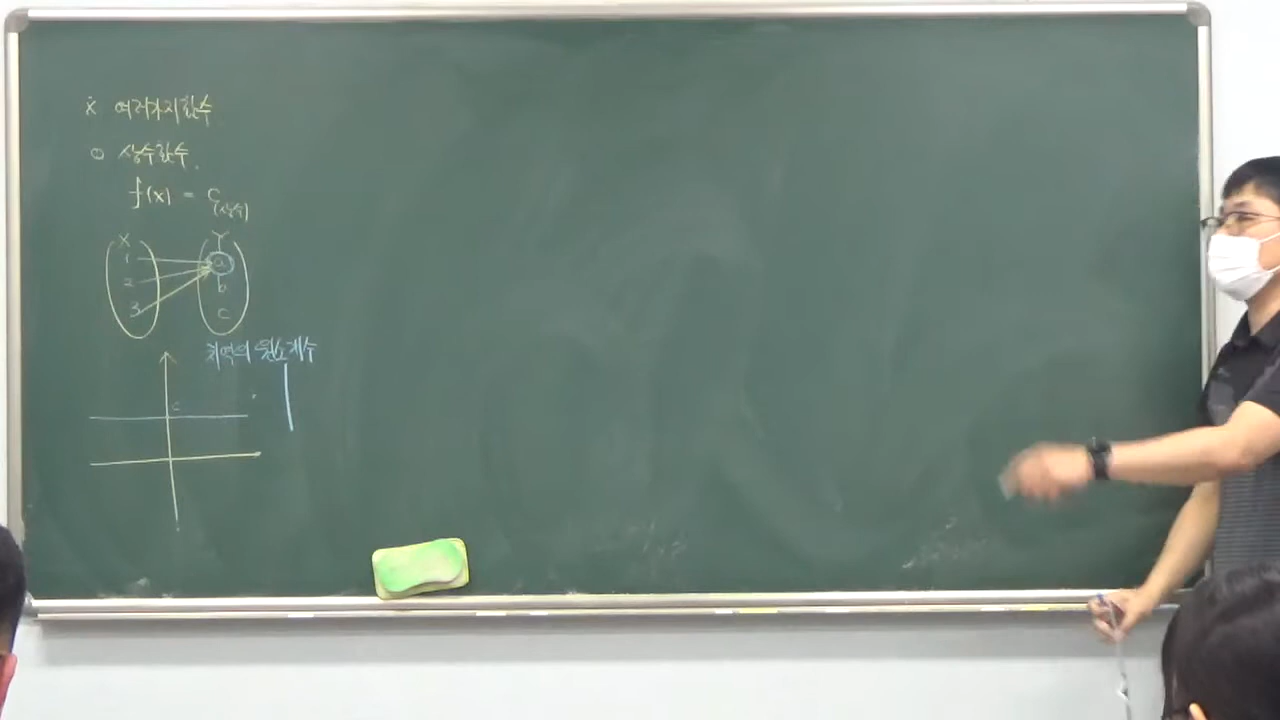 ※ 여러가지함수
① 상수함수.
f(x) = C
(상수)
X Y
1 a
2 b
3 c
치역의 원소개수
1
c